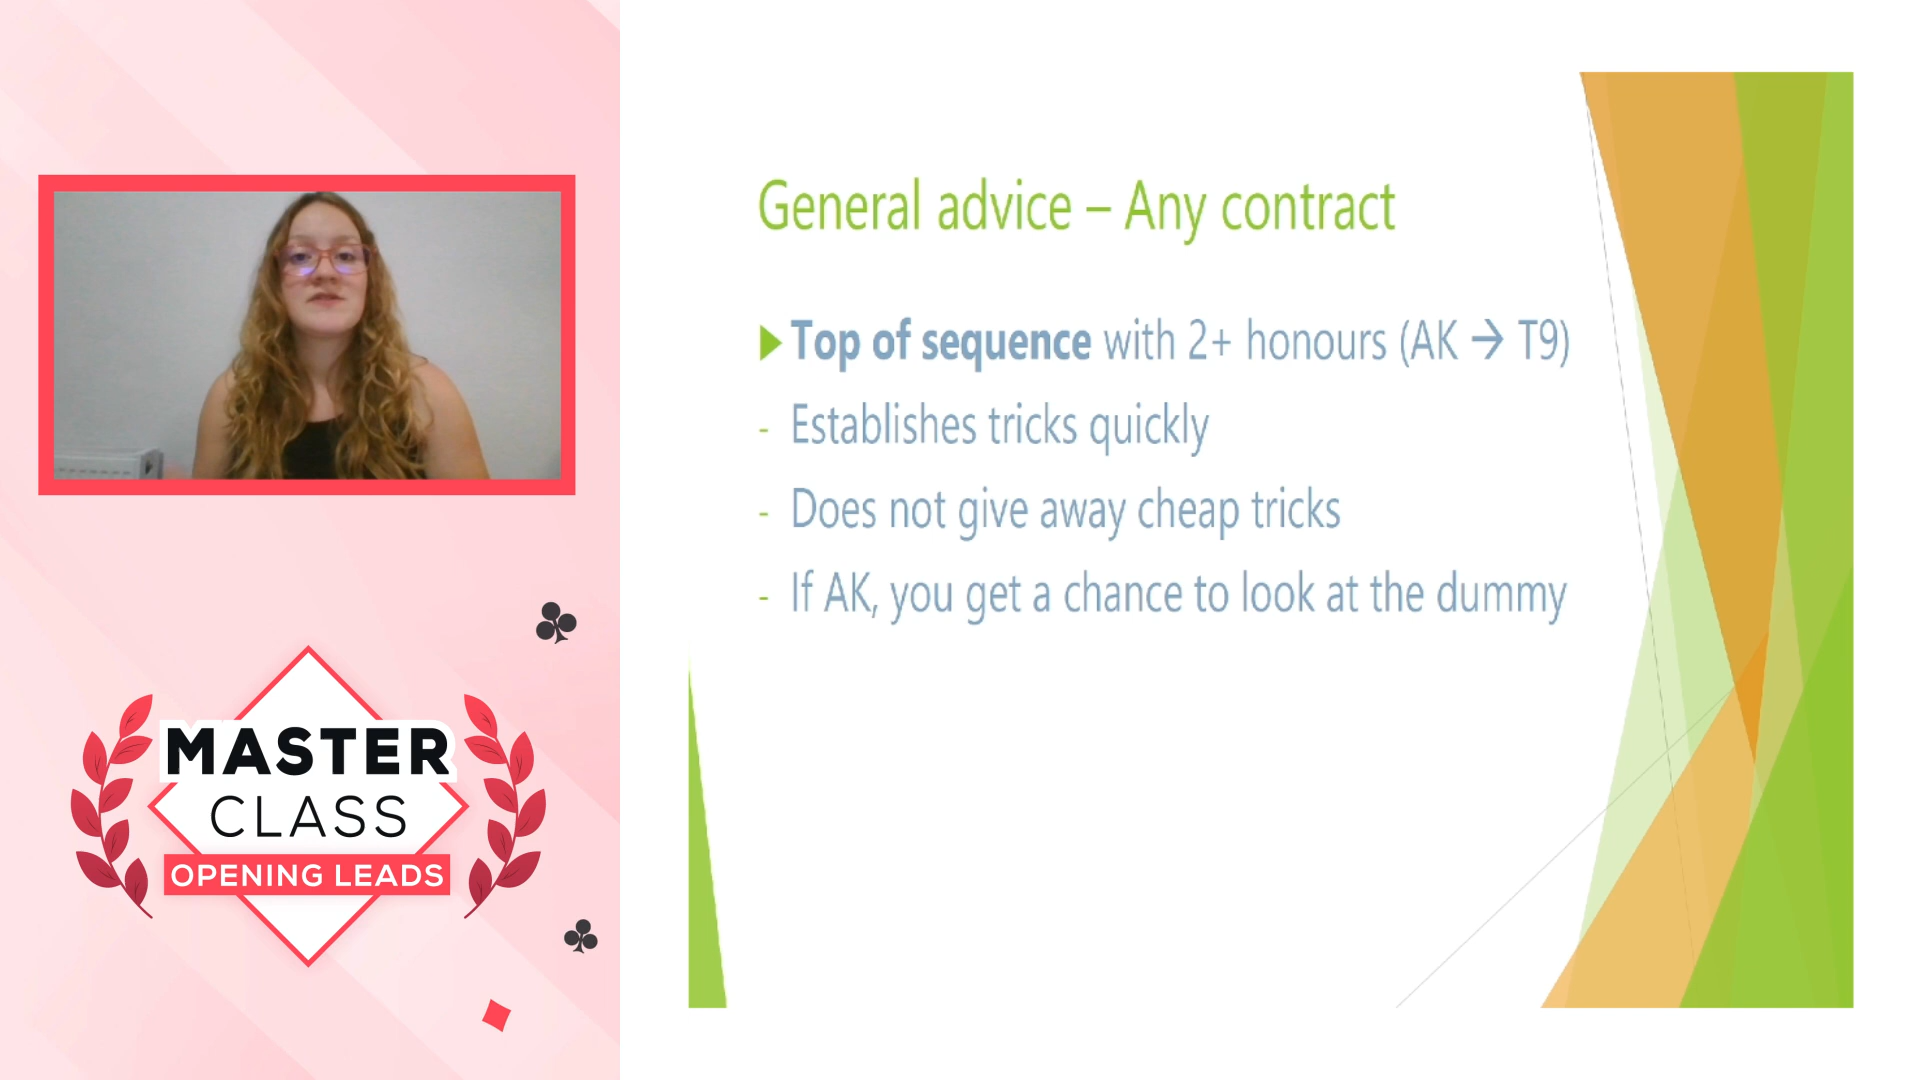 MASTER
CLASS
OPENING LEADS
General advice – Any contract
Top of sequence with 2+ honours (AK → T9)
- Establishes tricks quickly
- Does not give away cheap tricks
- If AK, you get a chance to look at the dummy